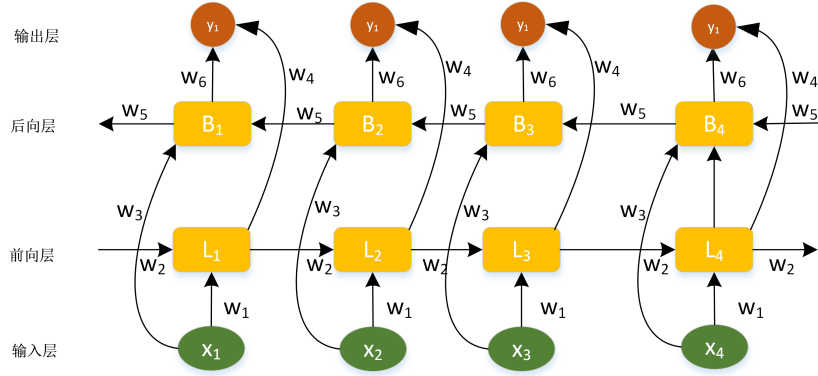 输出层 y₁ y₁ y₁ y₁
w₄ w₄ w₄ w₄
w₆ w₆ w₆ w₆
w₅ w₅ w₅ w₅ w₅
后向层 B₁ B₂ B₃ B₄
w₃ w₃ w₃ w₃
前向层 L₁ L₂ L₃ L₄
w₂ w₂ w₂ w₂ w₂
w₁ w₁ w₁ w₁
输入层 x₁ x₂ x₃ x₄